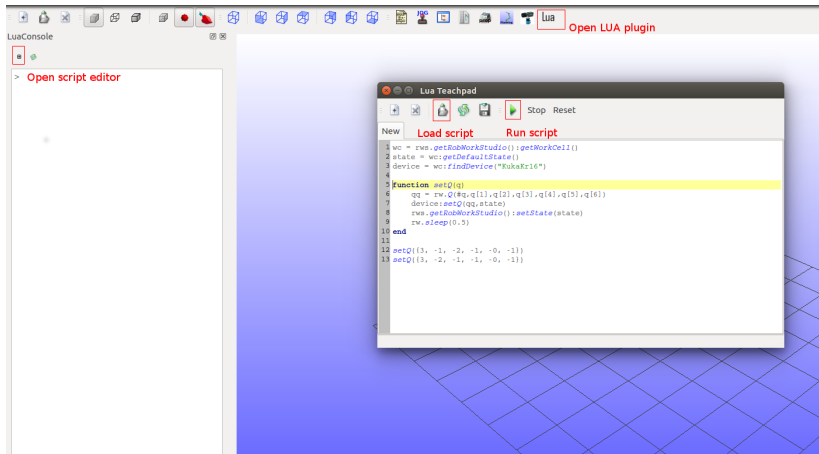 Lua
Open LUA plugin
LuaConsole
> Open script editor
Lua Teachpad
Stop Reset
New
Load script
Run script
1 wc = rws.getRobWorkStudio():getWorkCell()
2 state = wc:getDefaultState()
3 device = wc:findDevice("KukaKr16")
4
5 function setQ(q)
6 qq = rw.Q(#q,q[1],q[2],q[3],q[4],q[5],q[6])
7 device:setQ(qq,state)
8 rws.getRobWorkStudio():setState(state)
9 rw.sleep(0.5)
10 end
11
12 setQ({3, -1, -2, -1, -0, -1})
13 setQ({3, -2, -1, -1, -0, -1})